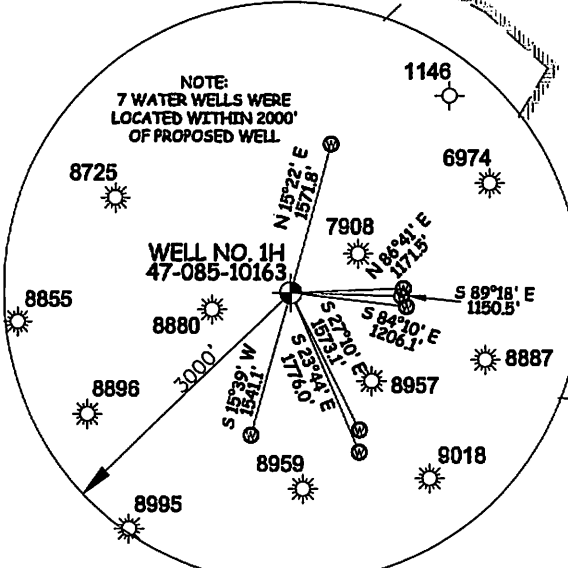 1146
NOTE:
7 WATER WELLS WERE
LOCATED WITHIN 2000'
OF PROPOSED WELL
W
6974
8725
N 15°22' E
1571.8'
7908
N 86°41' E
1171.5'
WELL NO. 1H
47-085-10163
W
W
W
S 89°18' E
1150.5'
S 84°10' E
1206.1'
8855
8880
S 27°10' E
1573.1'
S 23°44' E
1776.0'
3000'
S 15°39' W
1541.1'
8887
8957
8896
W
W
W
8959
9018
8995